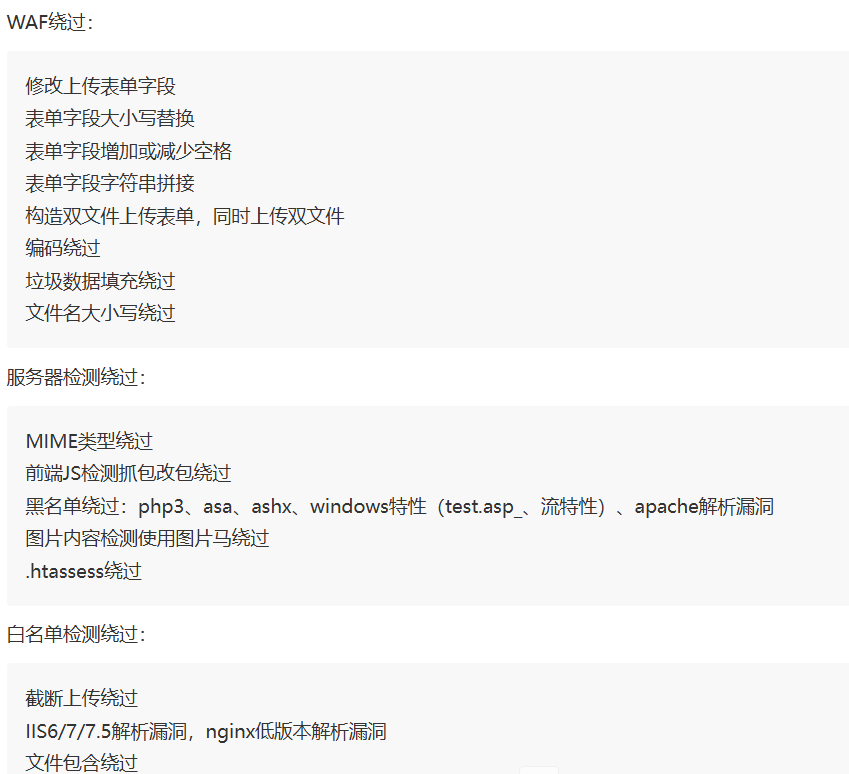 WAF绕过：
修改上传表单字段
表单字段大小写替换
表单字段增加或减少空格
表单字段字符串拼接
构造双文件上传表单，同时上传双文件
编码绕过
垃圾数据填充绕过
文件名大小写绕过
服务器检测绕过：
MIME类型绕过
前端JS检测抓包改包绕过
黑名单绕过：php3、asa、ashx、windows特性（test.asp_、流特性）、apache解析漏洞
图片内容检测使用图片马绕过
.htassess绕过
白名单检测绕过：
截断上传绕过
IIS6/7/7.5解析漏洞，nginx低版本解析漏洞
文件包含绕过